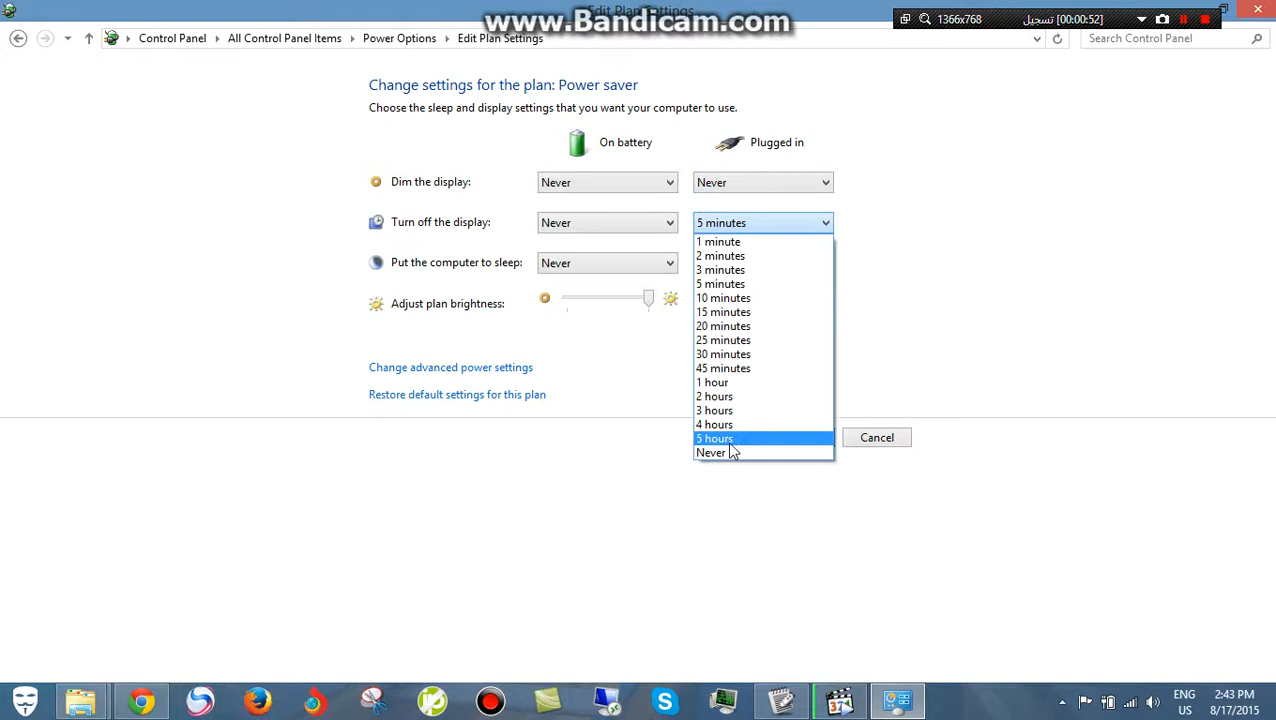 Edit Plan Settings
www.Bandicam.com
1366x768
تسجيل [00:00:52]
Control Panel
All Control Panel Items
Power Options
Edit Plan Settings
Search Control Panel
Change settings for the plan: Power saver
Choose the sleep and display settings that you want your computer to use.
On battery
Plugged in
Dim the display:
Never
Never
Turn off the display:
Never
5 minutes
1 minute
2 minutes
3 minutes
5 minutes
10 minutes
15 minutes
20 minutes
25 minutes
30 minutes
45 minutes
1 hour
2 hours
3 hours
4 hours
5 hours
Never
Put the computer to sleep:
Never
Adjust plan brightness:
Change advanced power settings
Restore default settings for this plan
Cancel
ENG
US
2:43 PM
8/17/2015